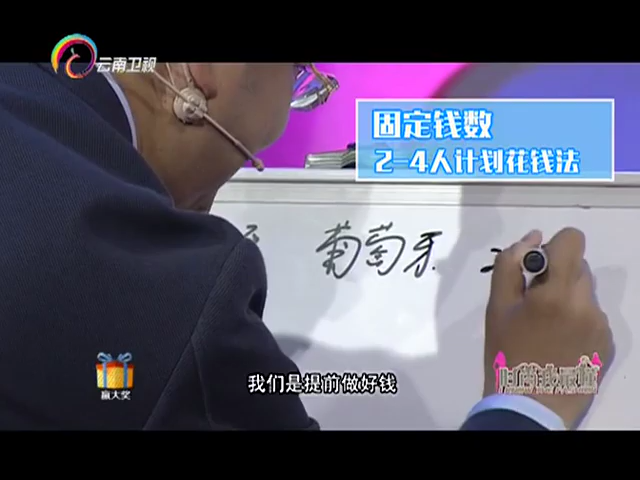 云南卫视
固定钱数
2-4人计划花钱法
葡萄牙
赢大奖
我们是提前做好钱